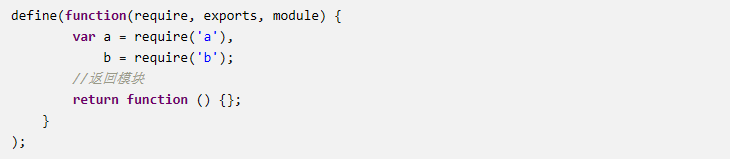 define(function(require, exports, module) {
        var a = require('a'),
            b = require('b');
        //返回模块
        return function () {};
    }
);